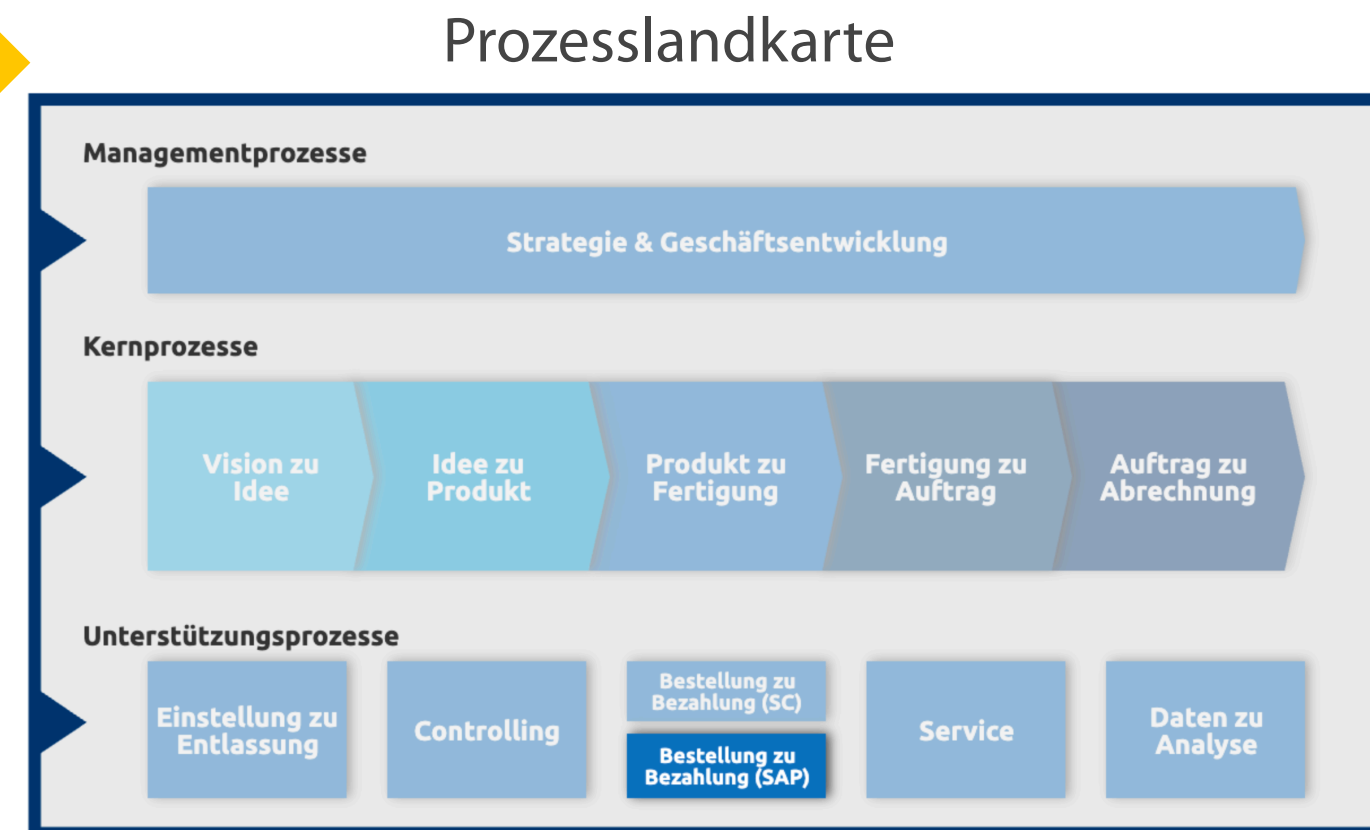 Prozesslandkarte
Managementprozesse
Strategie & Geschäftsentwicklung
Kernprozesse
Vision zu
Idee
Idee zu
Produkt
Produkt zu
Fertigung
Fertigung zu
Auftrag
Auftrag zu
Abrechnung
Unterstützungsprozesse
Einstellung zu
Entlassung
Controlling
Bestellung zu
Bezahlung (SC)
Bestellung zu
Bezahlung (SAP)
Service
Daten zu
Analyse